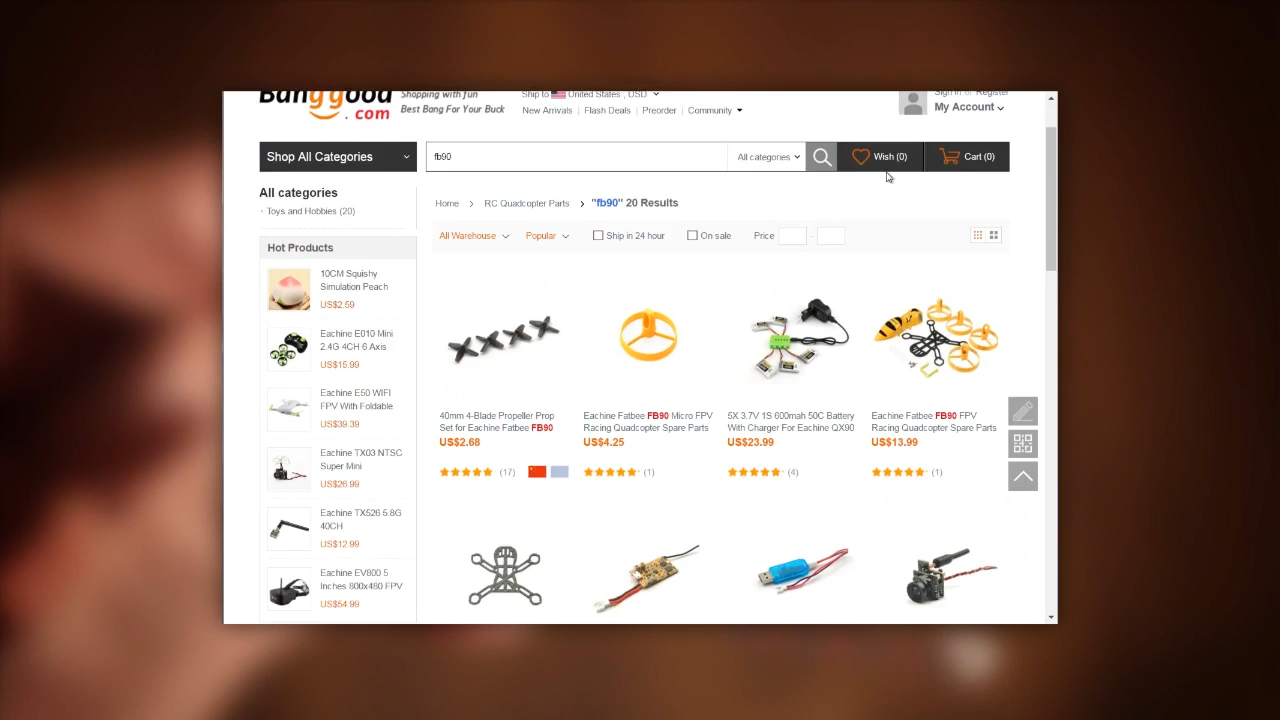 Banggood
.com
Shopping with fun
Best Bang For Your Buck
Ship to United States , USD
New Arrivals | Flash Deals | Preorder | Community
Sign in or Register
My Account
Shop All Categories
fb90
All categories
Wish (0)
Cart (0)
All categories
Toys and Hobbies (20)
Home > RC Quadcopter Parts > "fb90" 20 Results
All Warehouse
Popular
Ship in 24 hour
On sale
Price
-
Hot Products
10CM Squishy
Simulation Peach
US$2.59
Eachine E010 Mini
2.4G 4CH 6 Axis
US$15.99
Eachine E50 WIFI
FPV With Foldable
US$39.39
Eachine TX03 NTSC
Super Mini
US$26.99
Eachine TX526 5.8G
40CH
US$12.99
Eachine EV800 5
Inches 800x480 FPV
US$54.99
40mm 4-Blade Propeller Prop
Set for Eachine Fatbee FB90
US$2.68
(17)
Eachine Fatbee FB90 Micro FPV
Racing Quadcopter Spare Parts
US$4.25
(1)
5X 3.7V 1S 600mah 50C Battery
With Charger For Eachine QX90
US$23.99
(4)
Eachine Fatbee FB90 FPV
Racing Quadcopter Spare Parts
US$13.99
(1)